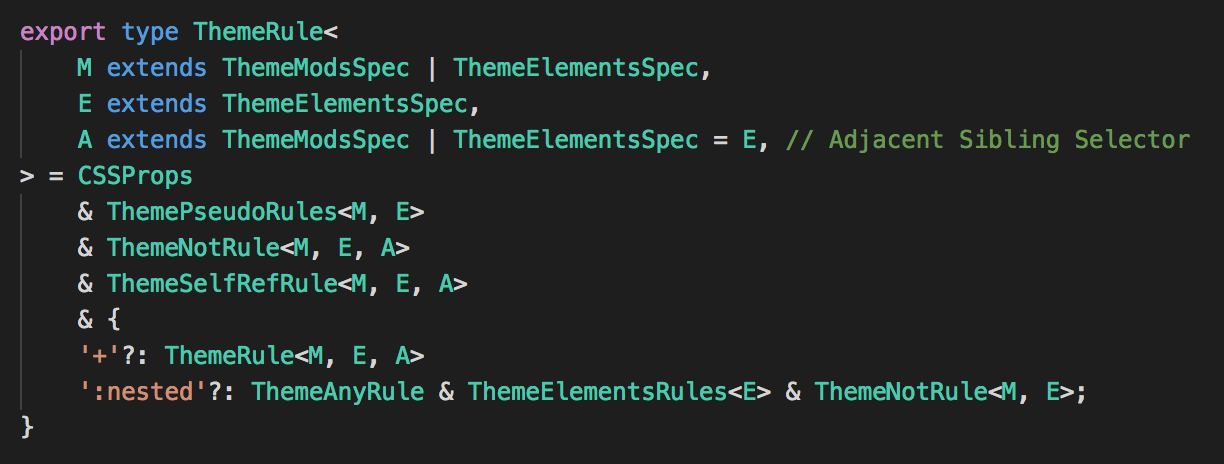 export type ThemeRule<
    M extends ThemeModsSpec | ThemeElementsSpec,
    E extends ThemeElementsSpec,
    A extends ThemeModsSpec | ThemeElementsSpec = E, // Adjacent Sibling Selector
> = CSSProps
    & ThemePseudoRules<M, E>
    & ThemeNotRule<M, E, A>
    & ThemeSelfRefRule<M, E, A>
    & {
    '+'?: ThemeRule<M, E, A>
    ':nested'?: ThemeAnyRule & ThemeElementsRules<E> & ThemeNotRule<M, E>;
}